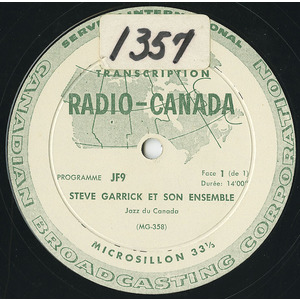 SERVICE INTERNATIONAL
1357
TRANSCRIPTION
RADIO-CANADA
PROGRAMME JF9
Face 1 (de 1)
Durée: 14'00"
STEVE GARRICK ET SON ENSEMBLE
Jazz du Canada
(MG-358)
MICROSILLON 33⅓
CANADIAN BROADCASTING CORPORATION